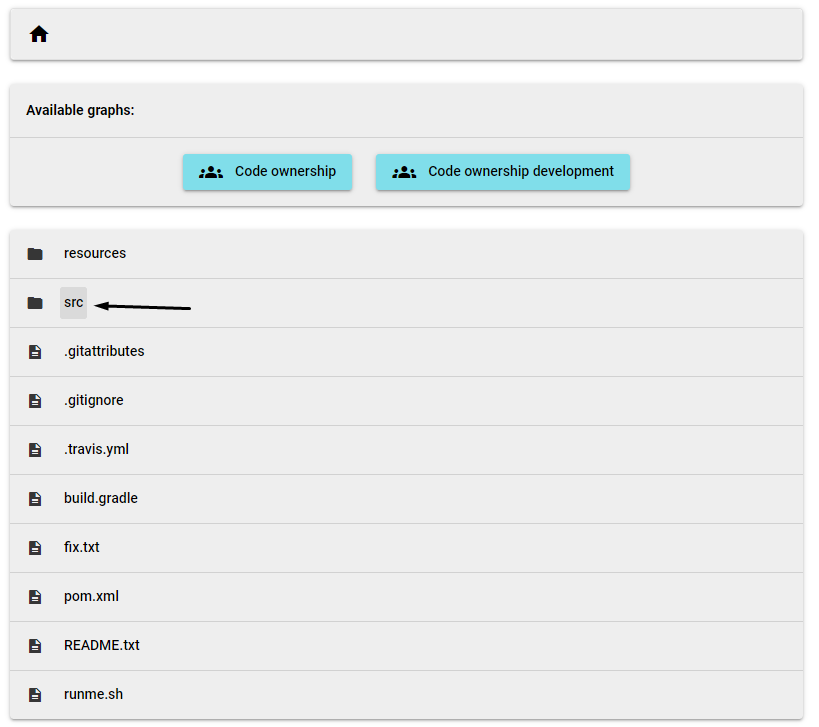 Available graphs:
Code ownership
Code ownership development
resources
src
.gitattributes
.gitignore
.travis.yml
build.gradle
fix.txt
pom.xml
README.txt
runme.sh